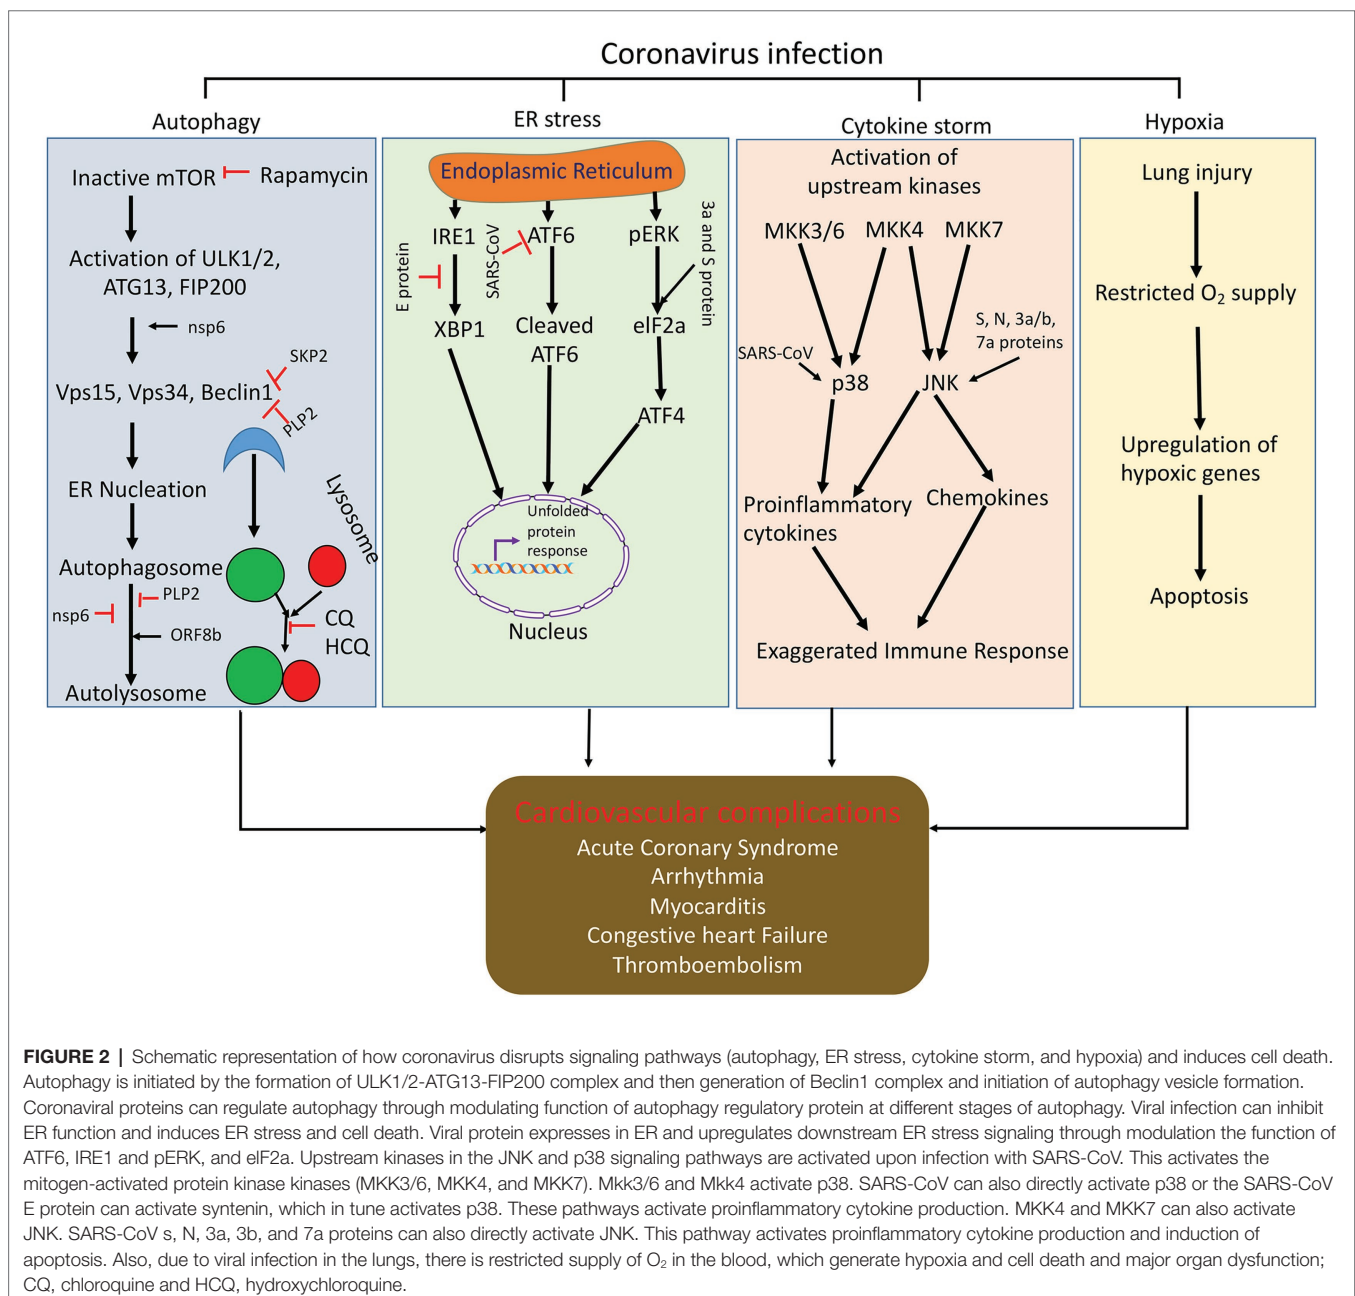 Coronavirus infection
Autophagy
ER stress
Cytokine storm
Hypoxia
Inactive mTOR
Rapamycin
Activation of ULK1/2,
ATG13, FIP200
nsp6
SKP2
Vps15, Vps34, Beclin1
PLP2
ER Nucleation
Lysosome
Autophagosome
PLP2
nsp6
ORF8b
CQ
HCQ
Autolysosome
Endoplasmic Reticulum
IRE1
ATF6
pERK
E protein
SARS-CoV
3a and S protein
XBP1
Cleaved
ATF6
elF2a
ATF4
Unfolded
protein
response
Nucleus
Activation of
upstream kinases
MKK3/6
MKK4
MKK7
S, N, 3a/b,
7a proteins
SARS-CoV
p38
JNK
Proinflammatory
cytokines
Chemokines
Exaggerated Immune Response
Lung injury
Restricted O₂ supply
Upregulation of
hypoxic genes
Apoptosis
Cardiovascular complications
Acute Coronary Syndrome
Arrhythmia
Myocarditis
Congestive heart Failure
Thromboembolism
FIGURE 2 | Schematic representation of how coronavirus disrupts signaling pathways (autophagy, ER stress, cytokine storm, and hypoxia) and induces cell death.
Autophagy is initiated by the formation of ULK1/2-ATG13-FIP200 complex and then generation of Beclin1 complex and initiation of autophagy vesicle formation.
Coronaviral proteins can regulate autophagy through modulating function of autophagy regulatory protein at different stages of autophagy. Viral infection can inhibit
ER function and induces ER stress and cell death. Viral protein expresses in ER and upregulates downstream ER stress signaling through modulation the function of
ATF6, IRE1 and pERK, and elF2a. Upstream kinases in the JNK and p38 signaling pathways are activated upon infection with SARS-CoV. This activates the
mitogen-activated protein kinase kinases (MKK3/6, MKK4, and MKK7). Mkk3/6 and Mkk4 activate p38. SARS-CoV can also directly activate p38 or the SARS-CoV
E protein can activate syntenin, which in tune activates p38. These pathways activate proinflammatory cytokine production. MKK4 and MKK7 can also activate
JNK. SARS-CoV s, N, 3a, 3b, and 7a proteins can also directly activate JNK. This pathway activates proinflammatory cytokine production and induction of
apoptosis. Also, due to viral infection in the lungs, there is restricted supply of O₂ in the blood, which generate hypoxia and cell death and major organ dysfunction;
CQ, chloroquine and HCQ, hydroxychloroquine.